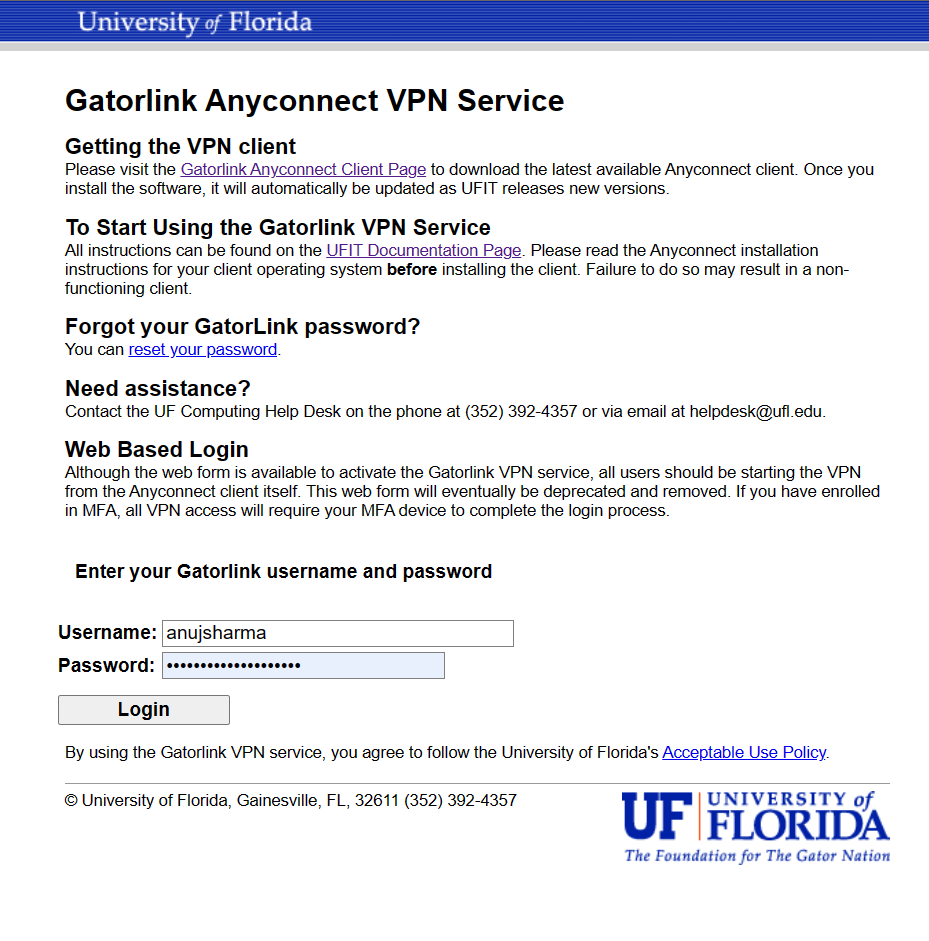 University of Florida
Gatorlink Anyconnect VPN Service
Getting the VPN client
Please visit the Gatorlink Anyconnect Client Page to download the latest available Anyconnect client. Once you
install the software, it will automatically be updated as UFIT releases new versions.
To Start Using the Gatorlink VPN Service
All instructions can be found on the UFIT Documentation Page. Please read the Anyconnect installation
instructions for your client operating system before installing the client. Failure to do so may result in a non-
functioning client.
Forgot your GatorLink password?
You can reset your password.
Need assistance?
Contact the UF Computing Help Desk on the phone at (352) 392-4357 or via email at helpdesk@ufl.edu.
Web Based Login
Although the web form is available to activate the Gatorlink VPN service, all users should be starting the VPN
from the Anyconnect client itself. This web form will eventually be deprecated and removed. If you have enrolled
in MFA, all VPN access will require your MFA device to complete the login process.
Enter your Gatorlink username and password
Username: anujsharma
Password: ••••••••••••••••••••
Login
By using the Gatorlink VPN service, you agree to follow the University of Florida's Acceptable Use Policy.
© University of Florida, Gainesville, FL, 32611 (352) 392-4357
UF UNIVERSITY of
FLORIDA
The Foundation for The Gator Nation